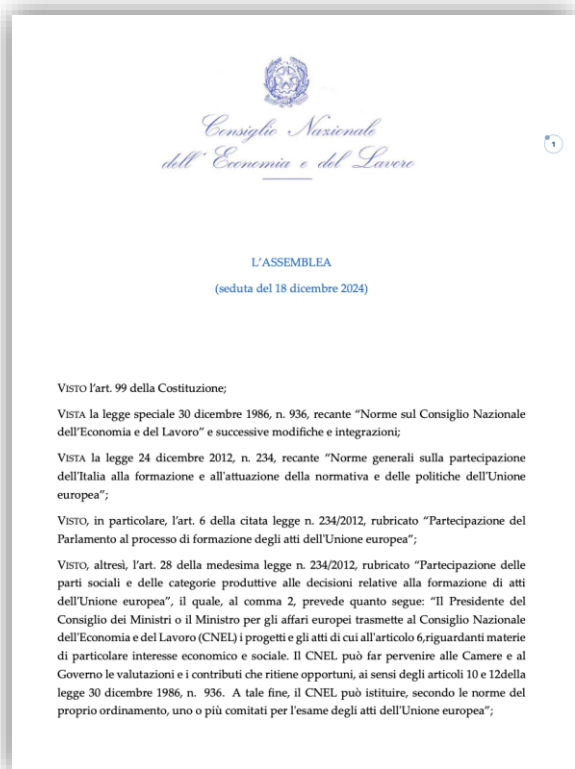 Consiglio Nazionale
dell'Economia e del Lavoro
1
L'ASSEMBLEA
(seduta del 18 dicembre 2024)
VISTO l'art. 99 della Costituzione;
VISTA la legge speciale 30 dicembre 1986, n. 936, recante “Norme sul Consiglio Nazionale
dell'Economia e del Lavoro” e successive modifiche e integrazioni;
VISTA la legge 24 dicembre 2012, n. 234, recante “Norme generali sulla partecipazione
dell'Italia alla formazione e all'attuazione della normativa e delle politiche dell'Unione
europea”;
VISTO, in particolare, l'art. 6 della citata legge n. 234/2012, rubricato “Partecipazione del
Parlamento al processo di formazione degli atti dell'Unione europea”;
VISTO, altresì, l'art. 28 della medesima legge n. 234/2012, rubricato “Partecipazione delle
parti sociali e delle categorie produttive alle decisioni relative alla formazione di atti
dell'Unione europea”, il quale, al comma 2, prevede quanto segue: “Il Presidente del
Consiglio dei Ministri o il Ministro per gli affari europei trasmette al Consiglio Nazionale
dell'Economia e del Lavoro (CNEL) i progetti e gli atti di cui all'articolo 6,riguardanti materie
di particolare interesse economico e sociale. Il CNEL può far pervenire alle Camere e al
Governo le valutazioni e i contributi che ritiene opportuni, ai sensi degli articoli 10 e 12della
legge 30 dicembre 1986, n. 936. A tale fine, il CNEL può istituire, secondo le norme del
proprio ordinamento, uno o più comitati per l'esame degli atti dell'Unione europea”;